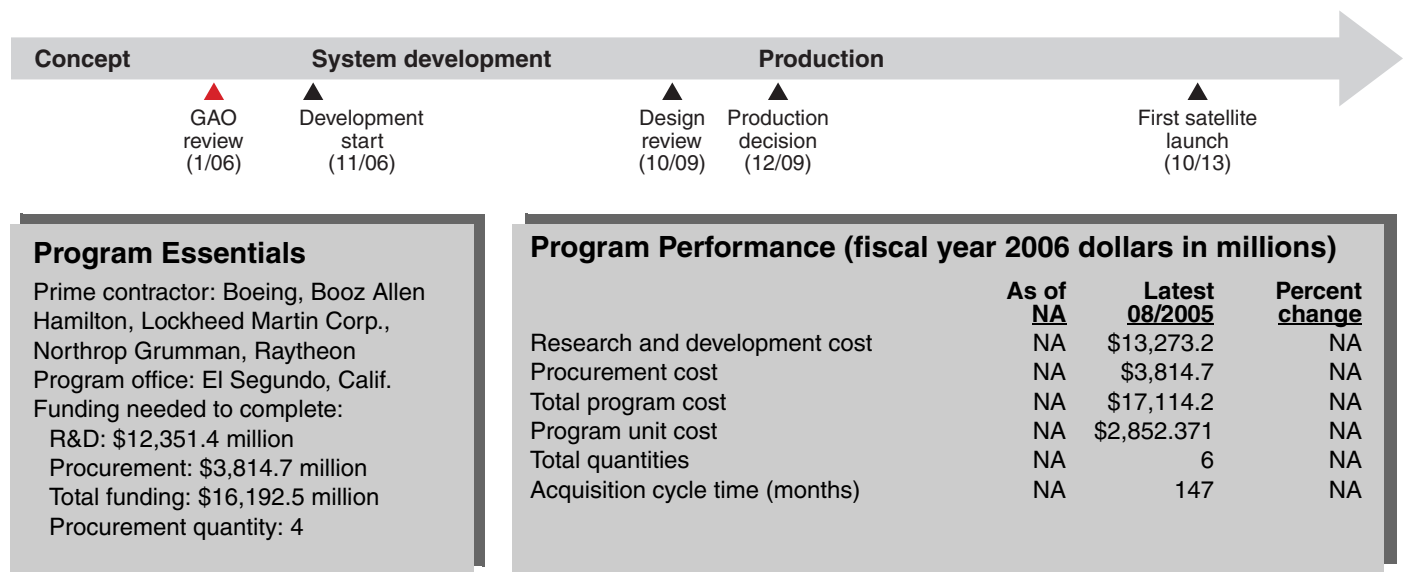 Concept System development Production
GAO review (1/06)
Development start (11/06)
Design review (10/09)
Production decision (12/09)
First satellite launch (10/13)
Program Essentials
Prime contractor: Boeing, Booz Allen
Hamilton, Lockheed Martin Corp.,
Northrop Grumman, Raytheon
Program office: El Segundo, Calif.
Funding needed to complete:
R&D: $12,351.4 million
Procurement: $3,814.7 million
Total funding: $16,192.5 million
Procurement quantity: 4
Program Performance (fiscal year 2006 dollars in millions)
As of Latest Percent
NA 08/2005 change
Research and development cost NA $13,273.2 NA
Procurement cost NA $3,814.7 NA
Total program cost NA $17,114.2 NA
Program unit cost NA $2,852.371 NA
Total quantities NA 6 NA
Acquisition cycle time (months) NA 147 NA